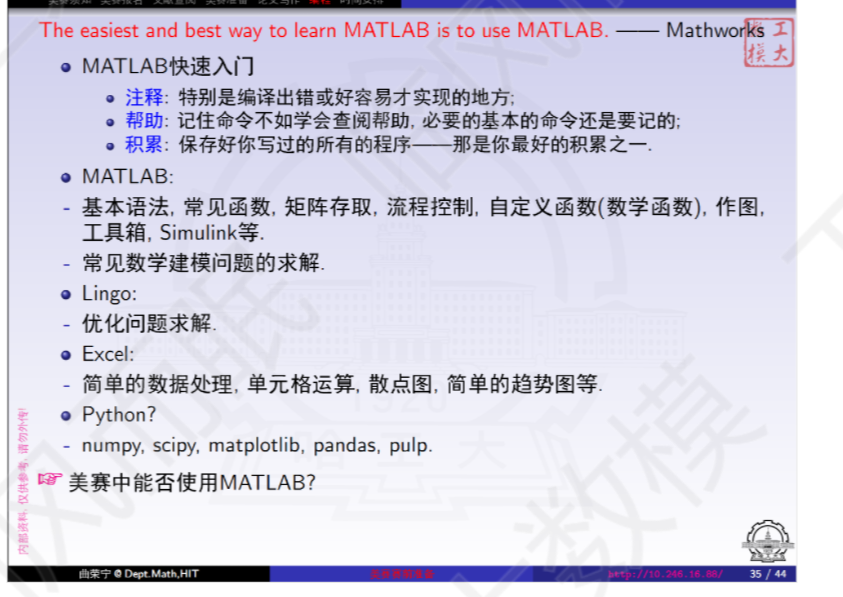 The easiest and best way to learn MATLAB is to use MATLAB. —— Mathworks
MATLAB快速入门
注释: 特别是编译出错或好容易才实现的地方;
帮助: 记住命令不如学会查阅帮助, 必要的基本的命令还是要记的;
积累: 保存好你写过的所有的程序——那是你最好的积累之一.
MATLAB:
- 基本语法, 常见函数, 矩阵存取, 流程控制, 自定义函数(数学函数), 作图,
工具箱, Simulink等.
- 常见数学建模问题的求解.
Lingo:
- 优化问题求解.
Excel:
- 简单的数据处理, 单元格运算, 散点图, 简单的趋势图等.
Python?
- numpy, scipy, matplotlib, pandas, pulp.
美赛中能否使用MATLAB?
内部资料, 仅供参考, 请勿外传!
曲荣宁 @ Dept.Math,HIT
http://10.246.16.88/
35 / 44
工
模大
1920
数模